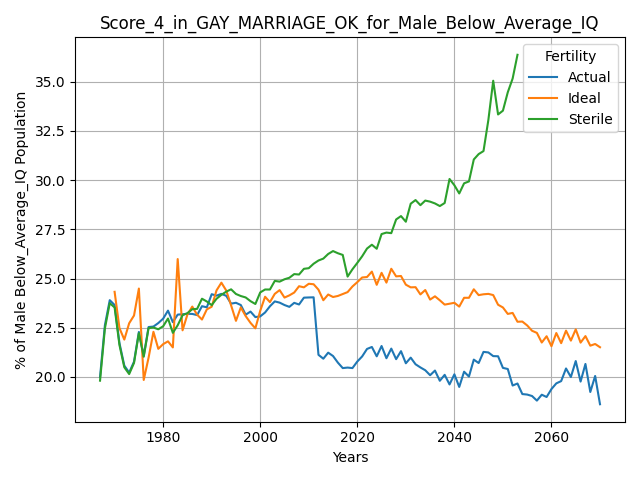 Score_4_in_GAY_MARRIAGE_OK_for_Male_Below_Average_IQ
% of Male Below_Average_IQ Population
35.0
32.5
30.0
27.5
25.0
22.5
20.0
Fertility
Actual
Ideal
Sterile
1980
2000
2020
2040
2060
Years